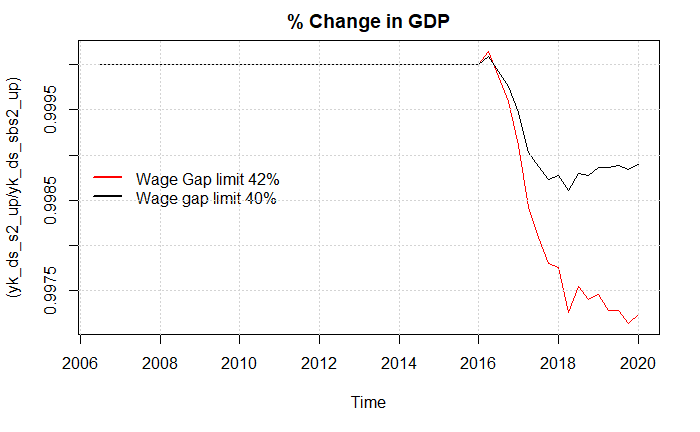 % Change in GDP
(yk_ds_s2_up/yk_ds_sbs2_up)
0.9995
0.9985
0.9975
Wage Gap limit 42%
Wage gap limit 40%
2006 2008 2010 2012 2014 2016 2018 2020
Time